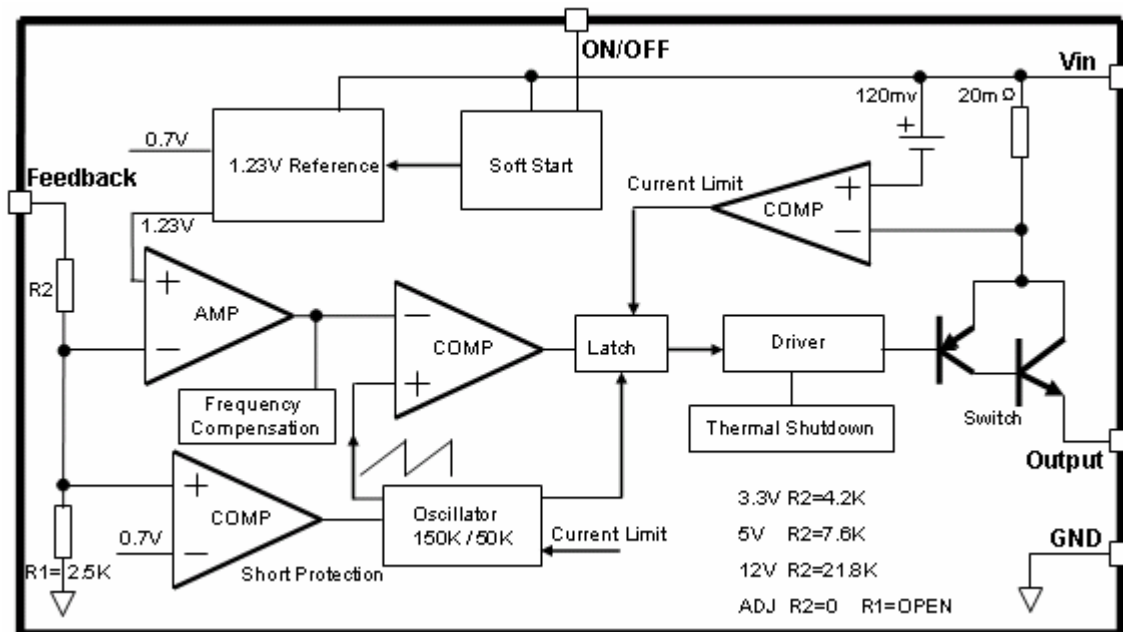 ON/OFF
Vin
120mv
20mΩ
+
0.7V
1.23V Reference
Soft Start
Feedback
Current Limit
+
COMP
−
1.23V
R2
+
AMP
−
−
COMP
+
Latch
Driver
Frequency
Compensation
Thermal Shutdown
Switch
Output
+
COMP
0.7V
−
Oscillator
150K / 50K
Current Limit
Short Protection
R1= 2.5K
3.3V R2=4.2K
5V R2=7.6K
12V R2=21.8K
ADJ R2=0 R1=OPEN
GND